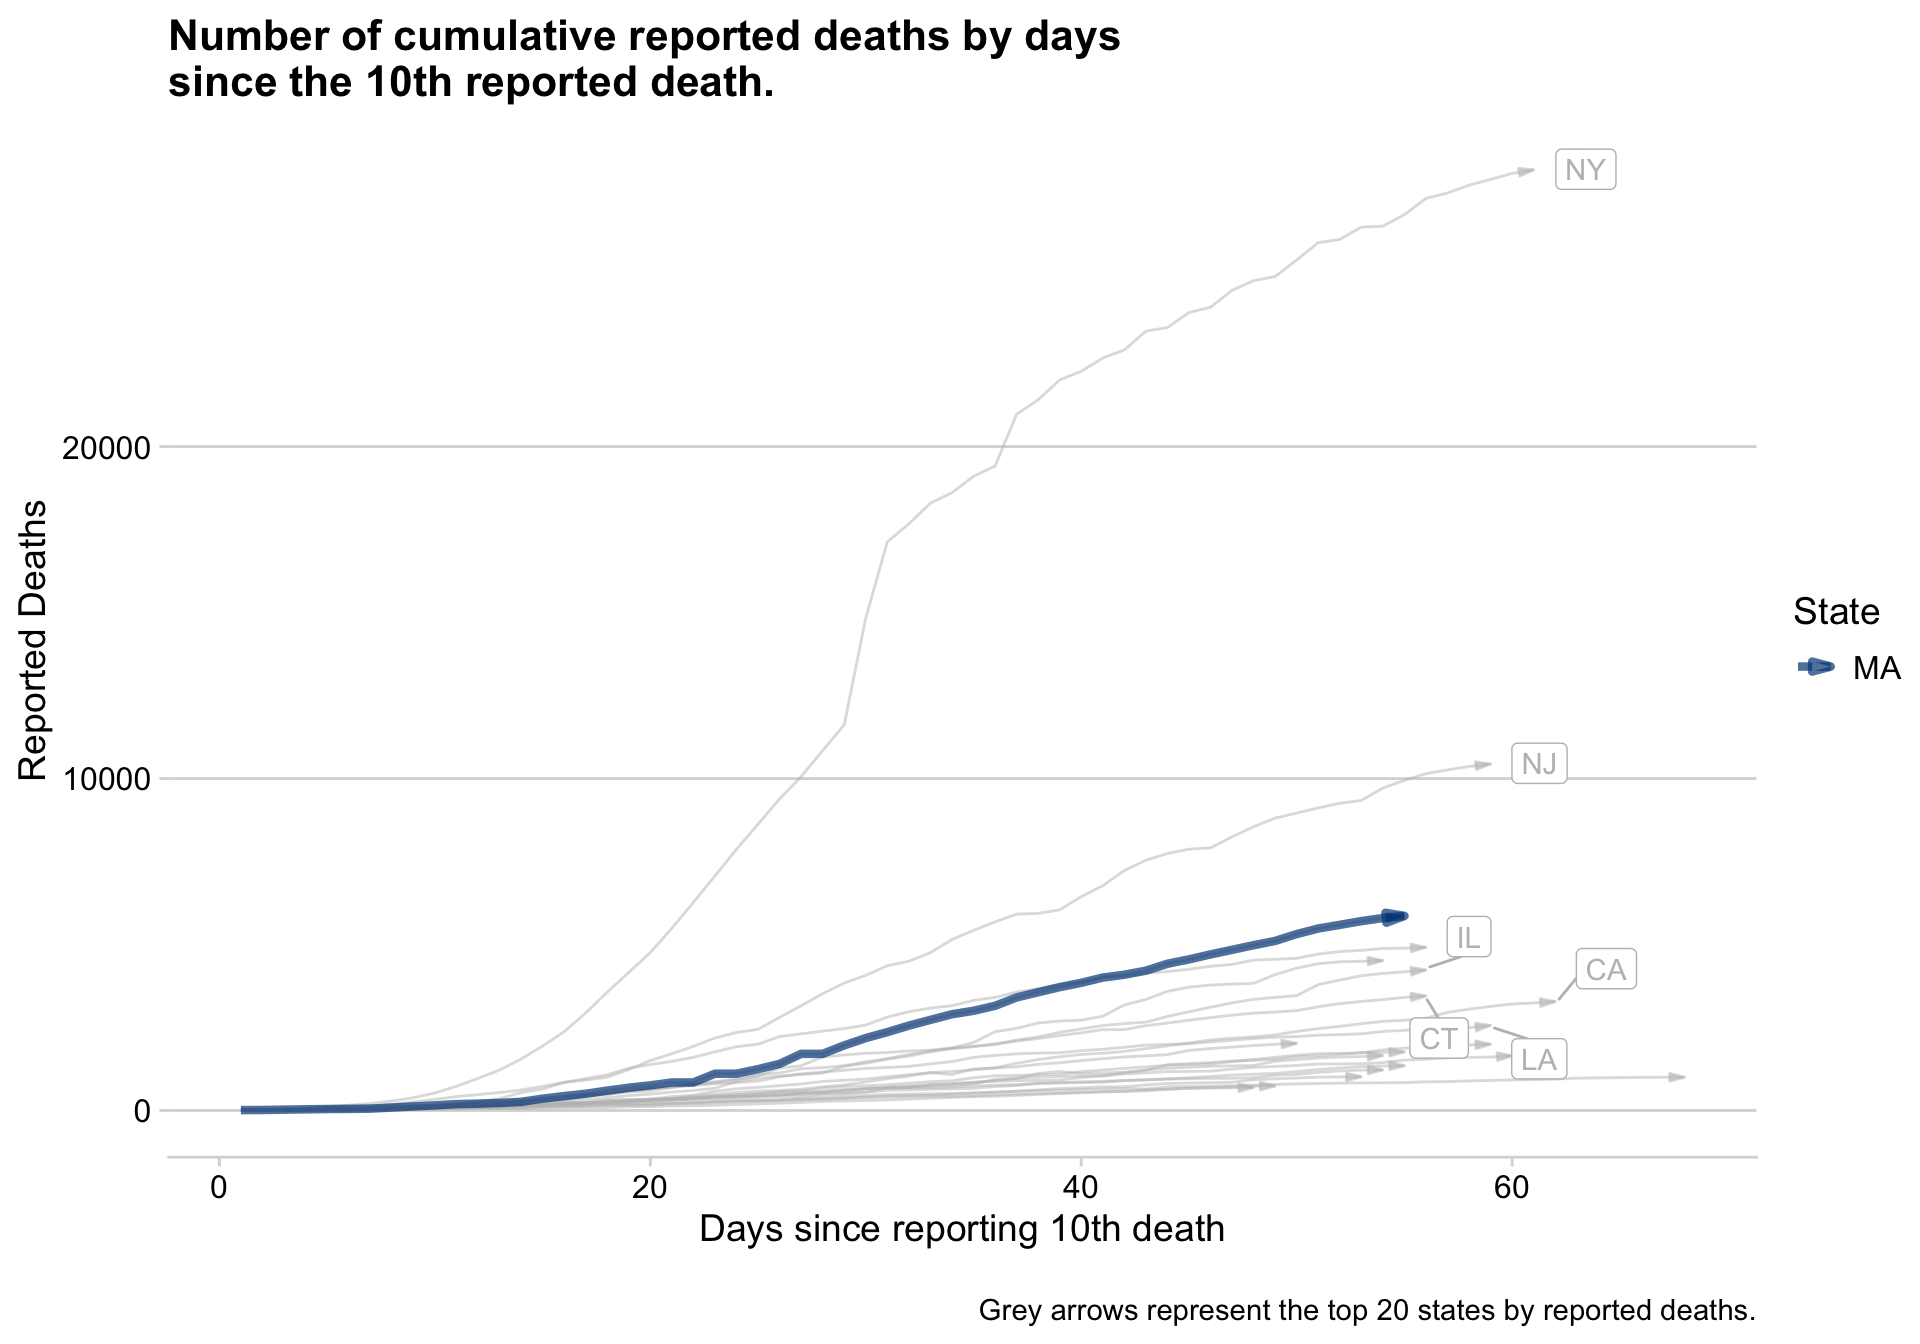 Number of cumulative reported deaths by days
since the 10th reported death.
NY
20000
Reported Deaths
State
MA
NJ
10000
IL
CA
CT
LA
0
0 20 40 60
Days since reporting 10th death
Grey arrows represent the top 20 states by reported deaths.